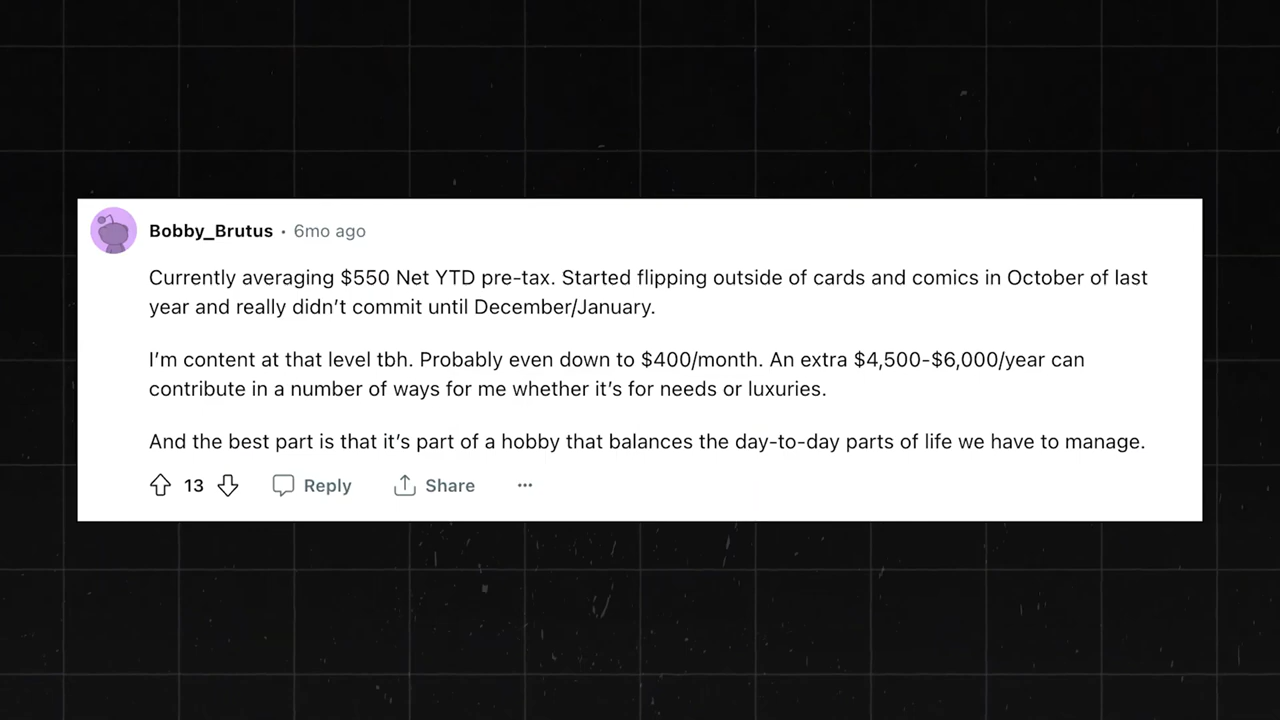 Bobby_Brutus · 6mo ago
Currently averaging $550 Net YTD pre-tax. Started flipping outside of cards and comics in October of last
year and really didn’t commit until December/January.
I’m content at that level tbh. Probably even down to $400/month. An extra $4,500-$6,000/year can
contribute in a number of ways for me whether it’s for needs or luxuries.
And the best part is that it’s part of a hobby that balances the day-to-day parts of life we have to manage.
13 Reply Share ···